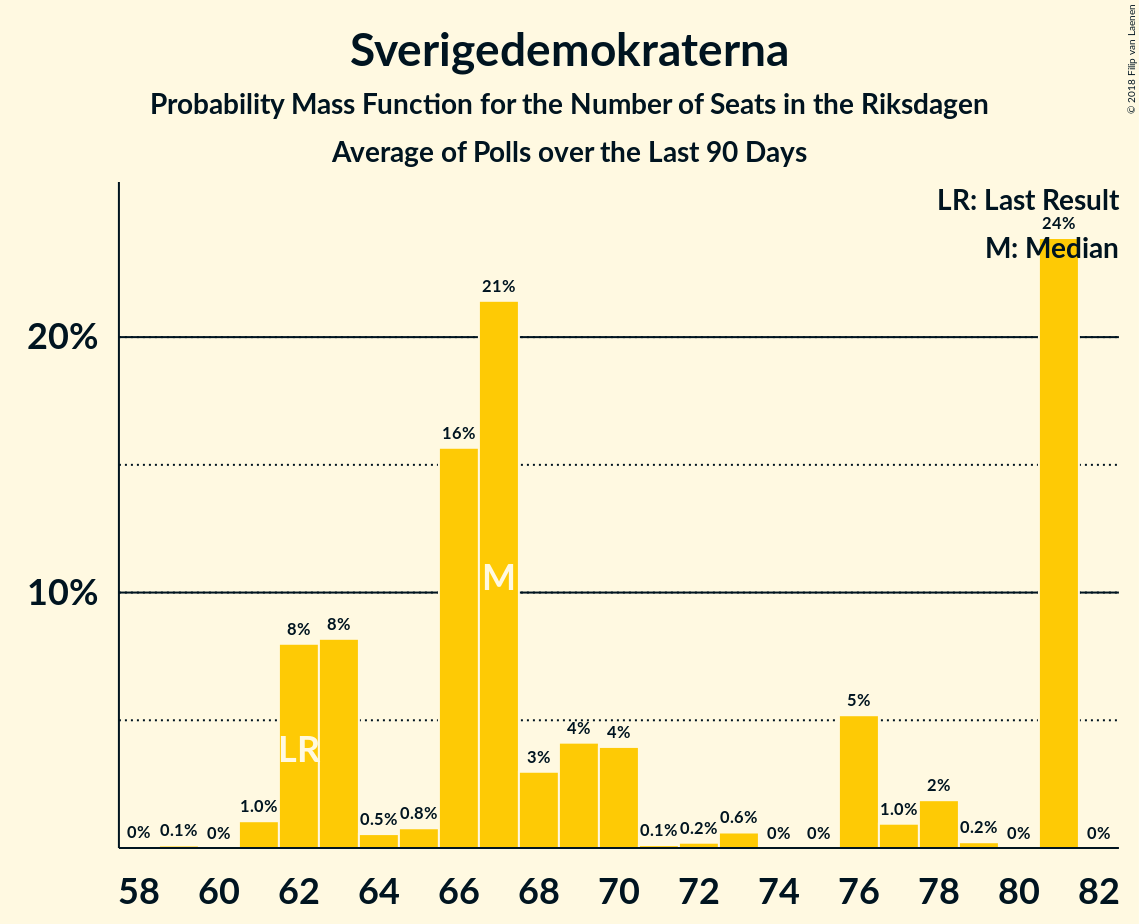 Sverigedemokraterna
Probability Mass Function for the Number of Seats in the Riksdagen
Average of Polls over the Last 90 Days
© 2018 Filip van Laenen
LR: Last Result
M: Median
20%
10%
0% 0.1% 0% 1.0% 8% 8% 0.5% 0.8% 16% 21% 3% 4% 4% 0.1% 0.2% 0.6% 0% 0% 5% 1.0% 2% 0.2% 0% 24% 0%
LR
M
58 60 62 64 66 68 70 72 74 76 78 80 82